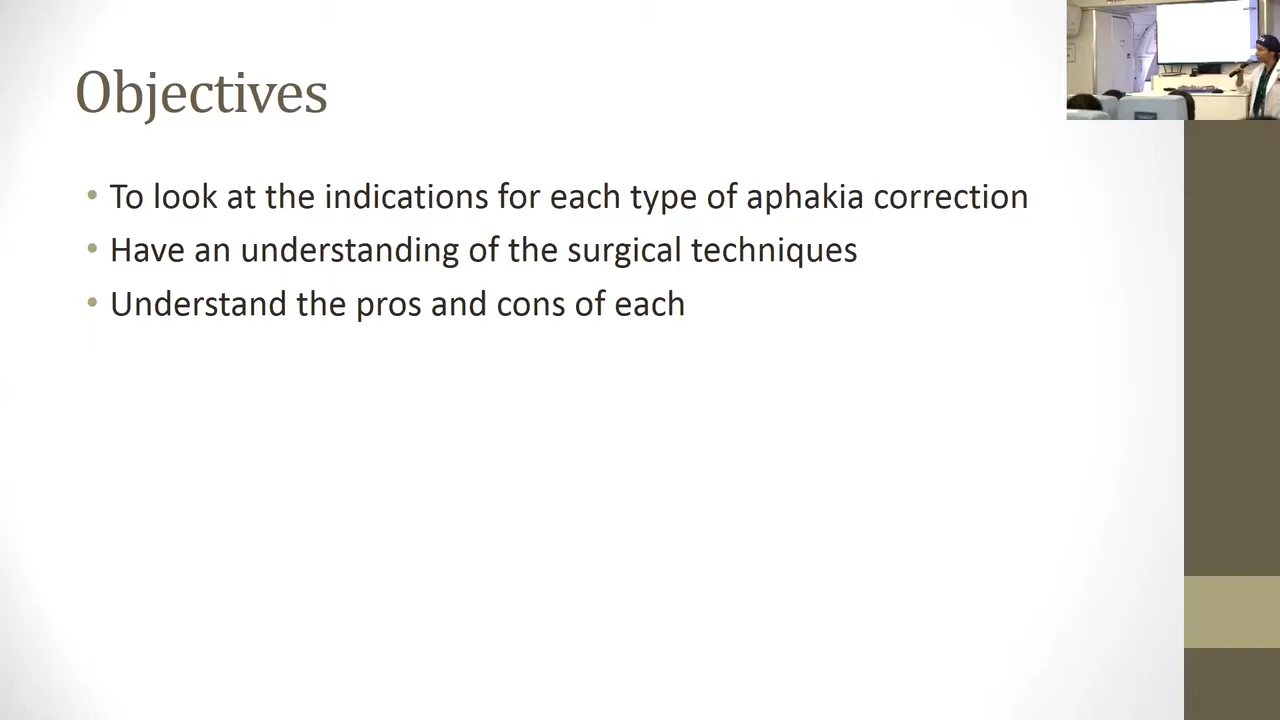 Objectives
• To look at the indications for each type of aphakia correction
• Have an understanding of the surgical techniques
• Understand the pros and cons of each